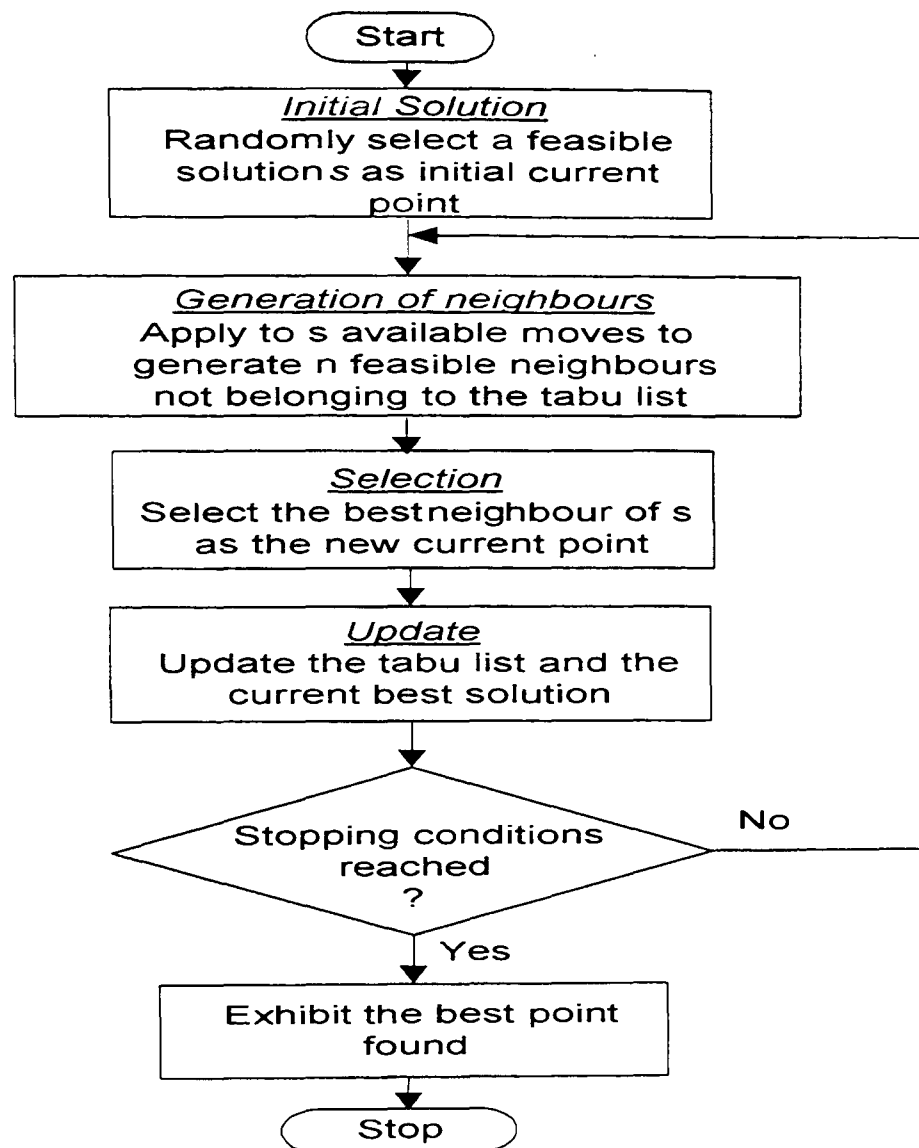 Start
Initial Solution
Randomly select a feasible
solution s as initial current
point
Generation of neighbours
Apply to s available moves to
generate n feasible neighbours
not belonging to the tabu list
Selection
Select the best neighbour of s
as the new current point
Update
Update the tabu list and the
current best solution
Stopping conditions
reached
?
No
Yes
Exhibit the best point
found
Stop